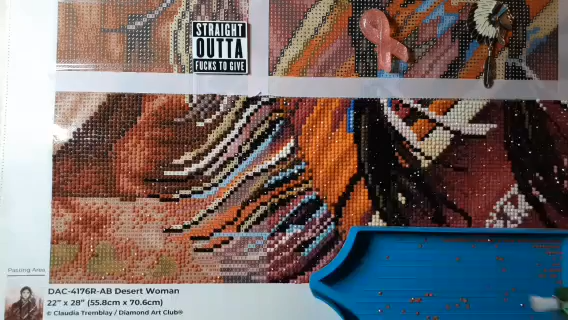 STRAIGHT
OUTTA
FUCKS TO GIVE
Pausing Area
DAC-4176R-AB Desert Woman
22" x 28" (55.8cm x 70.6cm)
© Claudia Tremblay / Diamond Art Club®